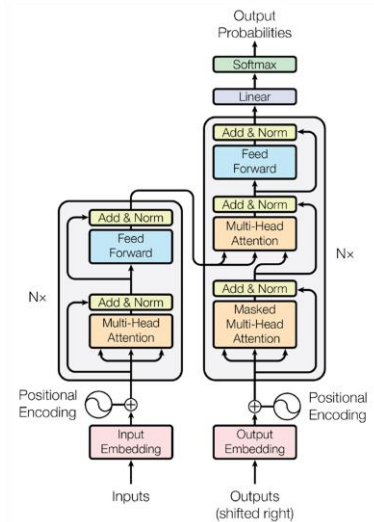 Output
Probabilities
Softmax
Linear
Add & Norm
Feed
Forward
Add & Norm
Multi-Head
Attention
Add & Norm
Masked
Multi-Head
Attention
N×
Add & Norm
Feed
Forward
Add & Norm
Multi-Head
Attention
N×
Positional
Encoding
Positional
Encoding
Input
Embedding
Output
Embedding
Inputs
Outputs
(shifted right)